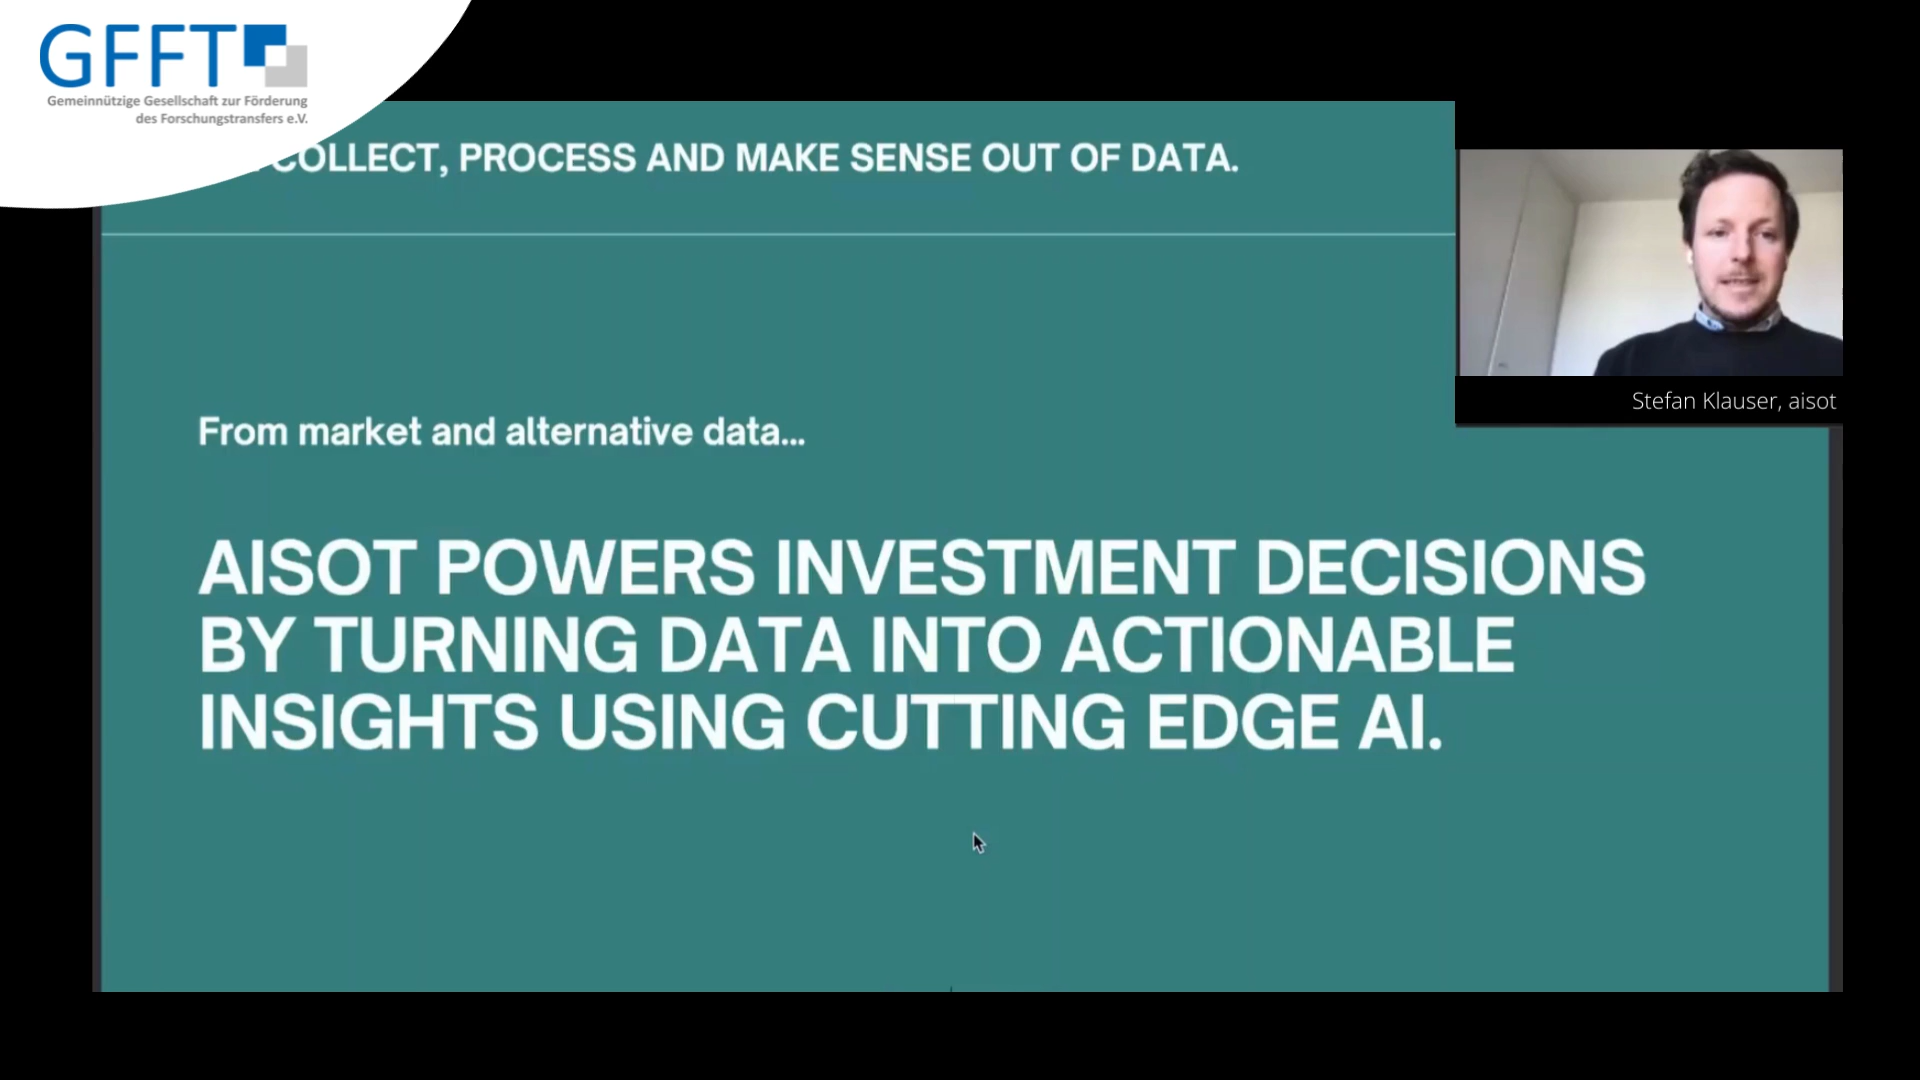 GFFT
Gemeinnützige Gesellschaft zur Förderung
des Forschungstransfers e.V.
COLLECT, PROCESS AND MAKE SENSE OUT OF DATA.
Stefan Klauser, aisot
From market and alternative data...
AISOT POWERS INVESTMENT DECISIONS
BY TURNING DATA INTO ACTIONABLE
INSIGHTS USING CUTTING EDGE AI.